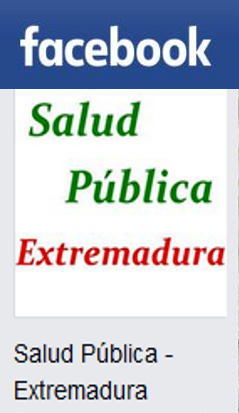 facebook
Salud
Pública
Extremadura
Salud Pública -
Extremadura